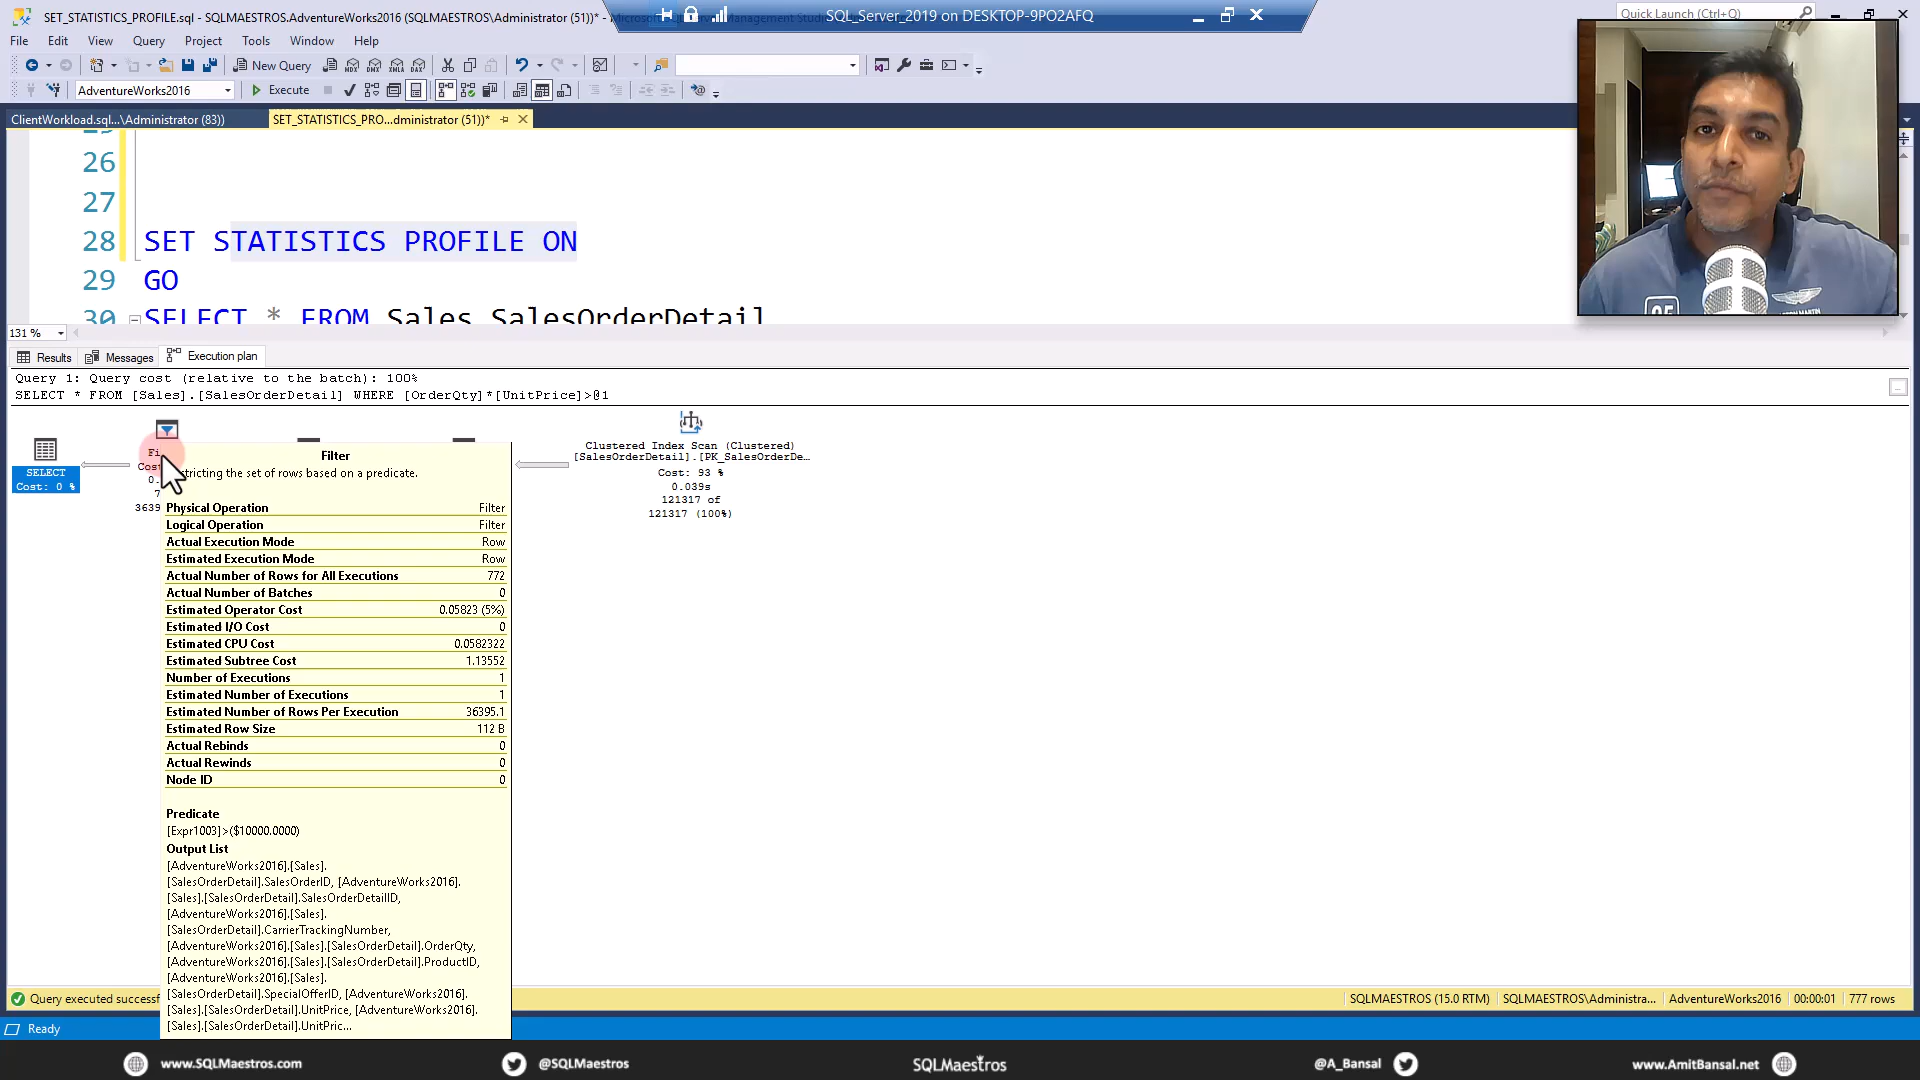 SET_STATISTICS_PROFILE.sql - SQLMAESTROS.AdventureWorks2016 (SQLMAESTROS\Administrator (51))*
SQL_Server_2019 on DESKTOP-9PO2AFQ
Quick Launch (Ctrl+Q)
File Edit View Query Project Tools Window Help
New Query
AdventureWorks2016 Execute
ClientWorkload.sql...\Administrator (83)) SET_STATISTICS_PRO...dministrator (51))*
26
27
28 SET STATISTICS PROFILE ON
29 GO
30 SELECT * FROM Sales.SalesOrderDetail
131 %
Results Messages Execution plan
Query 1: Query cost (relative to the batch): 100%
SELECT * FROM [Sales].[SalesOrderDetail] WHERE [OrderQty]*[UnitPrice]>@1
SELECT
Cost: 0 %
Fi
Cos
0.
7
3639
Clustered Index Scan (Clustered)
[SalesOrderDetail].[PK_SalesOrderDe…
Cost: 93 %
0.039s
121317 of
121317 (100%)
Filter
stricting the set of rows based on a predicate.
Physical Operation Filter
Logical Operation Filter
Actual Execution Mode Row
Estimated Execution Mode Row
Actual Number of Rows for All Executions 772
Actual Number of Batches 0
Estimated Operator Cost 0.05823 (5%)
Estimated I/O Cost 0
Estimated CPU Cost 0.0582322
Estimated Subtree Cost 1.13552
Number of Executions 1
Estimated Number of Executions 1
Estimated Number of Rows Per Execution 36395.1
Estimated Row Size 112 B
Actual Rebinds 0
Actual Rewinds 0
Node ID 0
Predicate
[Expr1003]>($10000.0000)
Output List
[AdventureWorks2016].[Sales].
[SalesOrderDetail].SalesOrderID, [AdventureWorks2016].
[Sales].[SalesOrderDetail].SalesOrderDetailID,
[AdventureWorks2016].[Sales].
[SalesOrderDetail].CarrierTrackingNumber,
[AdventureWorks2016].[Sales].[SalesOrderDetail].OrderQty,
[AdventureWorks2016].[Sales].[SalesOrderDetail].ProductID,
[AdventureWorks2016].[Sales].
[SalesOrderDetail].SpecialOfferID, [AdventureWorks2016].
[Sales].[SalesOrderDetail].UnitPrice, [AdventureWorks2016].
[Sales].[SalesOrderDetail].UnitPric...
Query executed successf SQLMAESTROS (15.0 RTM) SQLMAESTROS\Administra... AdventureWorks2016 00:00:01 777 rows
Ready
www.SQLMaestros.com @SQLMaestros SQLMaestros @A_Bansal www.AmitBansal.net